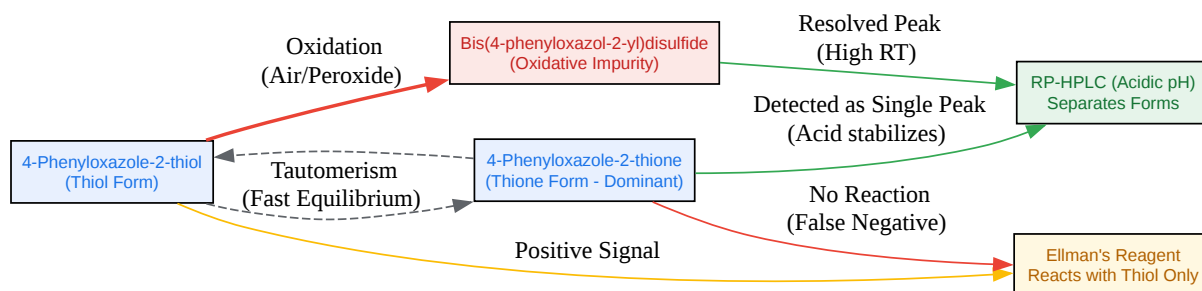 Oxidation
(Air/Peroxide)
Bis(4-phenyloxazol-2-yl)disulfide
(Oxidative Impurity)
Resolved Peak
(High RT)
RP-HPLC (Acidic pH)
Separates Forms
Detected as Single Peak
(Acid stabilizes)
4-Phenyloxazole-2-thiol
(Thiol Form)
Tautomerism
(Fast Equilibrium)
4-Phenyloxazole-2-thione
(Thione Form - Dominant)
No Reaction
(False Negative)
Positive Signal
Ellman's Reagent
Reacts with Thiol Only